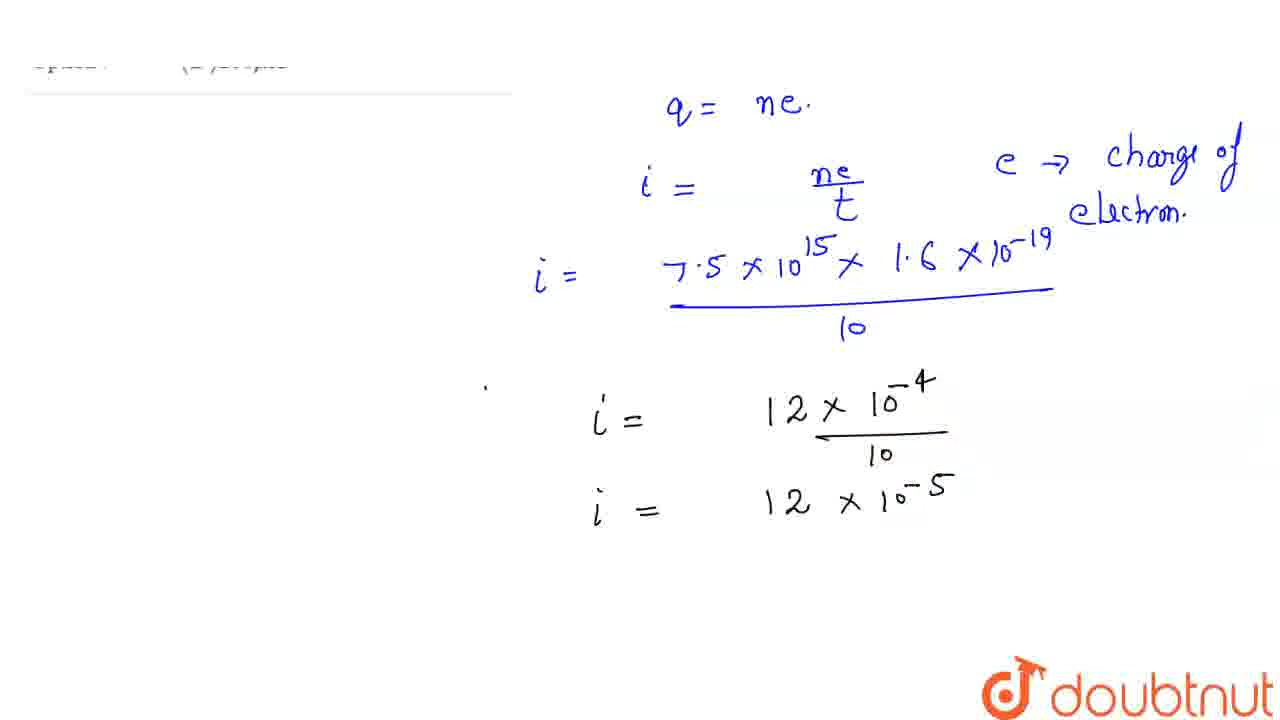 q = ne.
i = ne/t
e → charge of
electron.
i = 7.5 × 10^15 × 1.6 × 10^-19 / 10
i = 12 × 10^-4 / 10
i = 12 × 10^-5
doubtnut